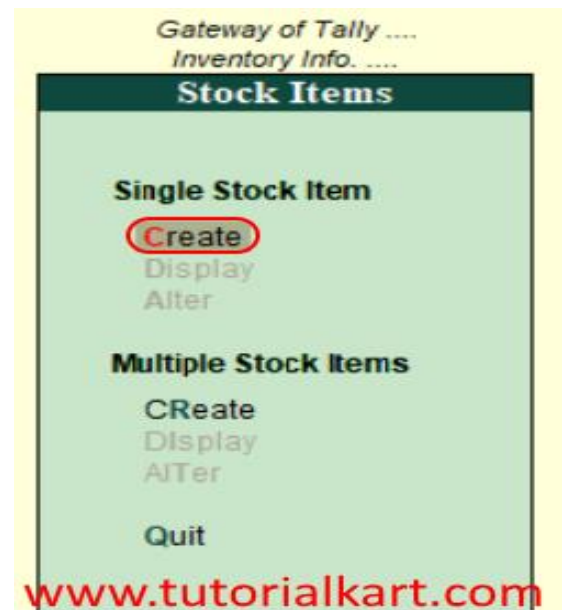 Gateway of Tally ....
Inventory Info. ....
Stock Items
Single Stock Item
Create
Display
Alter
Multiple Stock Items
CReate
DIsplay
AlTer
Quit
www.tutorialkart.com